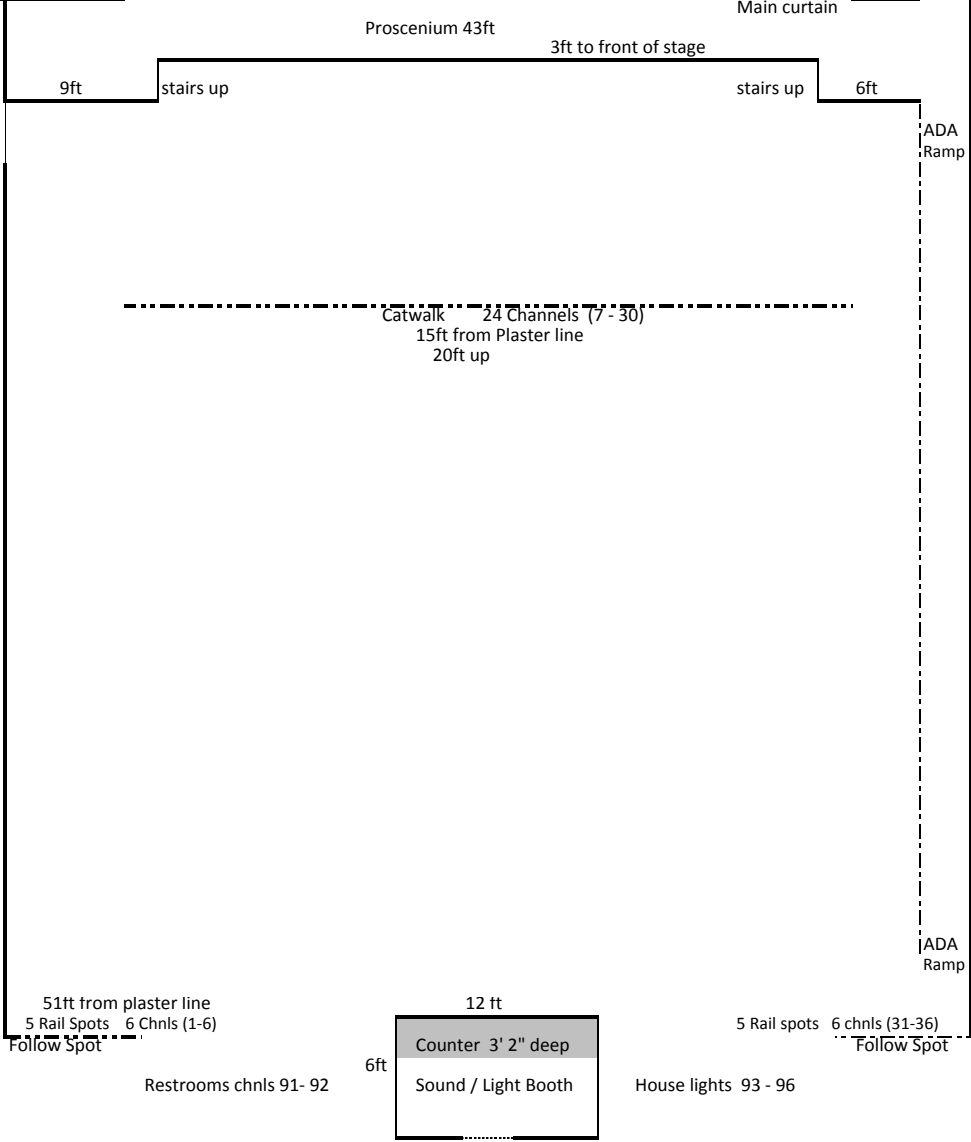 Main curtain
Proscenium 43ft
3ft to front of stage
9ft
stairs up
stairs up
6ft
ADA
Ramp
Catwalk 24 Channels (7 - 30)
15ft from Plaster line
20ft up
ADA
Ramp
51ft from plaster line
5 Rail Spots 6 Chnls (1-6)
Follow Spot
12 ft
5 Rail spots 6 chnls (31-36)
Follow Spot
Counter 3' 2" deep
6ft
Restrooms chnls 91- 92
Sound / Light Booth
House lights 93 - 96